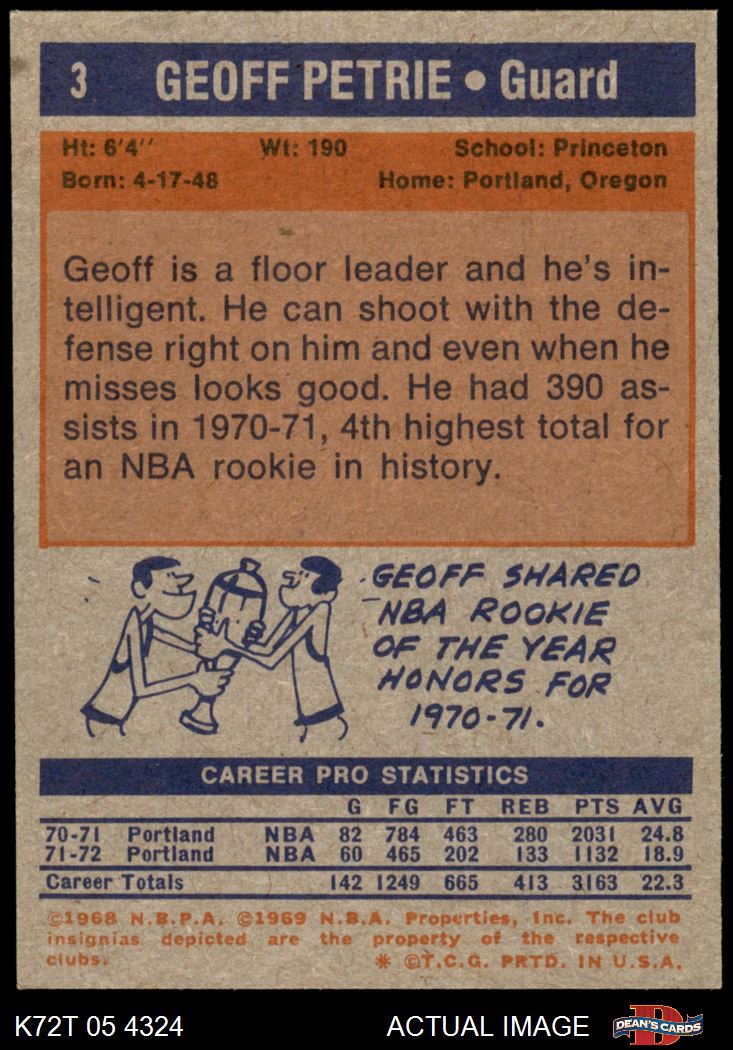 3 GEOFF PETRIE • Guard
Ht: 6'4'' Wt: 190 School: Princeton
Born: 4-17-48 Home: Portland, Oregon
Geoff is a floor leader and he's in-
telligent. He can shoot with the de-
fense right on him and even when he
misses looks good. He had 390 as-
sists in 1970-71, 4th highest total for
an NBA rookie in history.
GEOFF SHARED
NBA ROOKIE
OF THE YEAR
HONORS FOR
1970-71.
CAREER PRO STATISTICS
G FG FT REB PTS AVG
70-71 Portland NBA 82 784 463 280 2031 24.8
71-72 Portland NBA 60 465 202 133 1132 18.9
Career Totals 142 1249 665 413 3163 22.3
©1968 N.B.P.A. ©1969 N.B.A. Properties, Inc. The club
insignias depicted are the property of the respective
clubs. * ©T.C.G. PRTD. IN U.S.A.
K72T 05 4324 ACTUAL IMAGE D DEAN'S CARDS